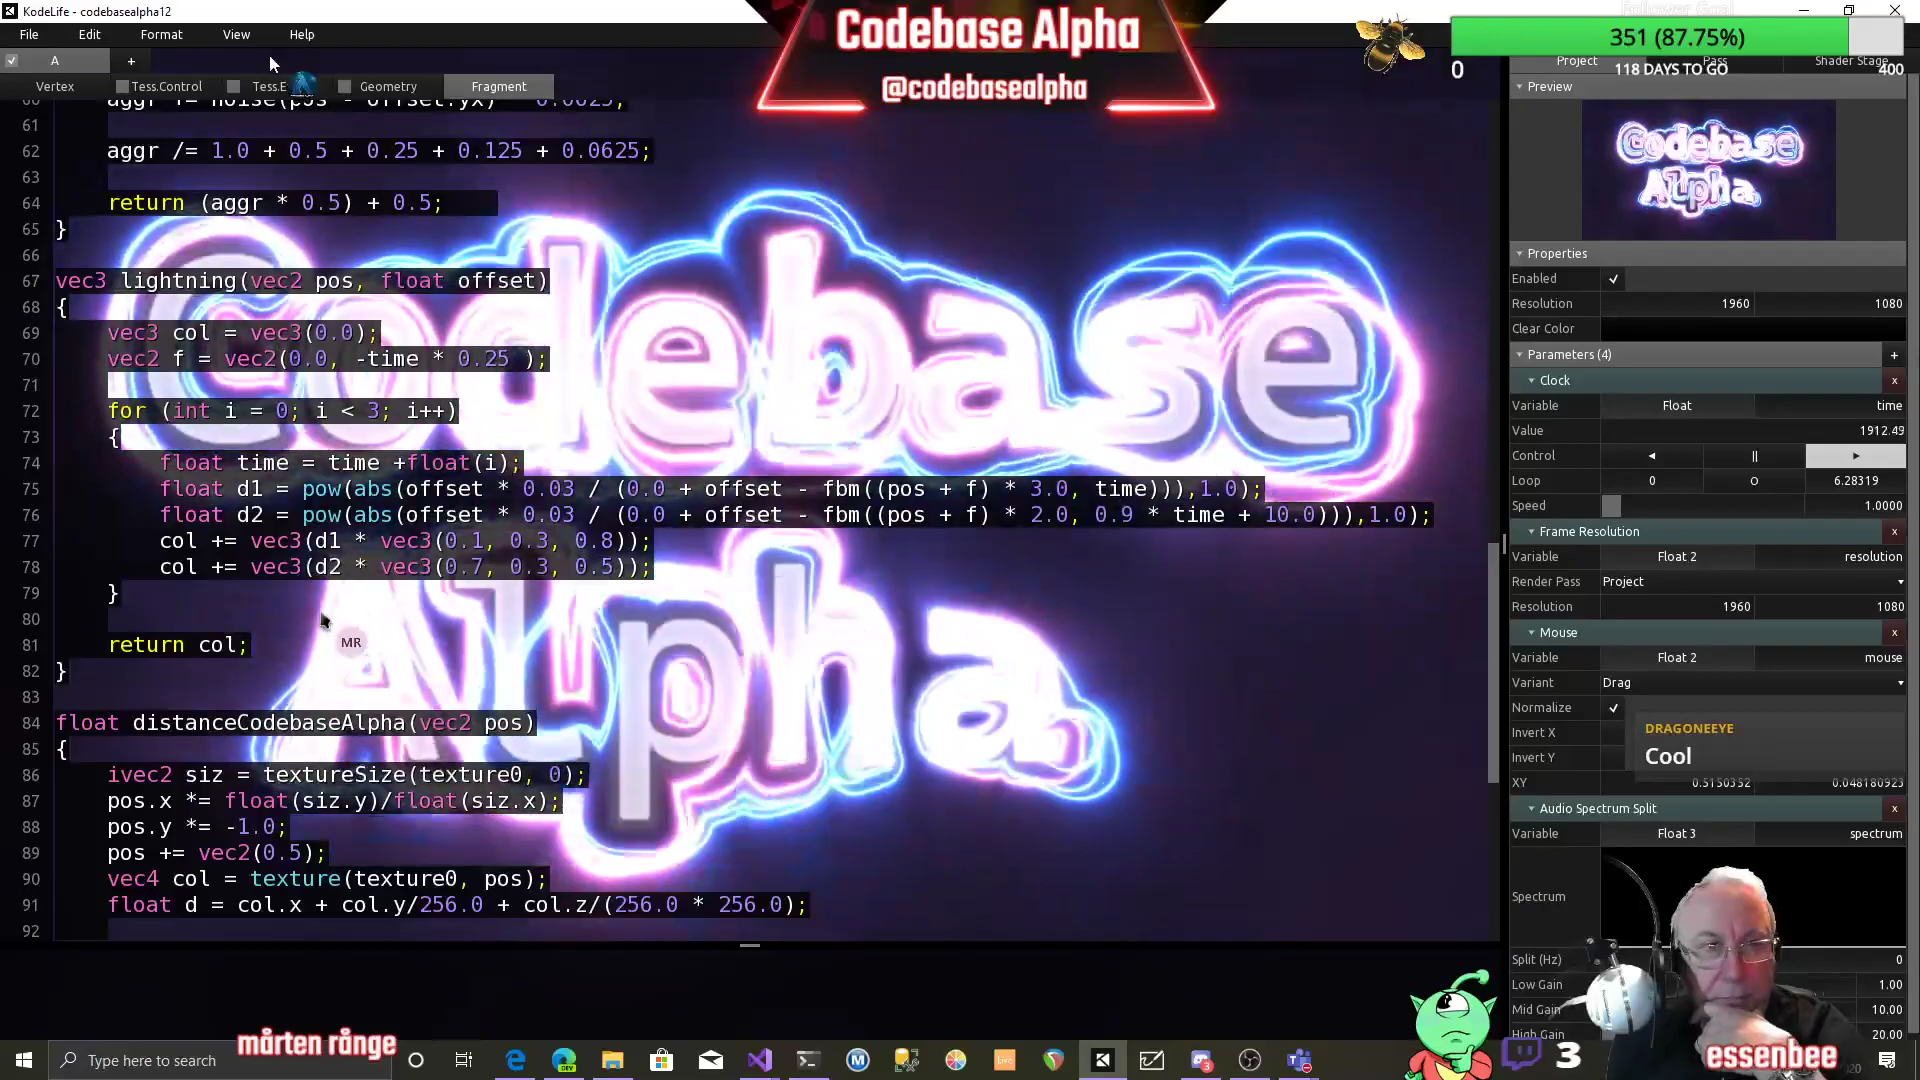 KodeLife - codebasealpha12
File Edit Format View Help
A +
Vertex Tess.Control Tess.E Geometry Fragment
61
62 aggr /= 1.0 + 0.5 + 0.25 + 0.125 + 0.0625;
63
64 return (aggr * 0.5) + 0.5;
65 }
66
67 vec3 lightning(vec2 pos, float offset)
68 {
69 vec3 col = vec3(0.0);
70 vec2 f = vec2(0.0, -time * 0.25 );
71
72 for (int i = 0; i < 3; i++)
73 {
74 float time = time +float(i);
75 float d1 = pow(abs(offset * 0.03 / (0.0 + offset - fbm((pos + f) * 3.0, time))),1.0);
76 float d2 = pow(abs(offset * 0.03 / (0.0 + offset - fbm((pos + f) * 2.0, 0.9 * time + 10.0))),1.0);
77 col += vec3(d1 * vec3(0.1, 0.3, 0.8));
78 col += vec3(d2 * vec3(0.7, 0.3, 0.5));
79 }
80
81 return col;
82 }
83
84 float distanceCodebaseAlpha(vec2 pos)
85 {
86 ivec2 siz = textureSize(texture0, 0);
87 pos.x *= float(siz.y)/float(siz.x);
88 pos.y *= -1.0;
89 pos += vec2(0.5);
90 vec4 col = texture(texture0, pos);
91 float d = col.x + col.y/256.0 + col.z/(256.0 * 256.0);
92
MR
Codebase
Alpha
Codebase Alpha
@codebasealpha
351 (87.75%)
0 118 DAYS TO GO 400
Project Pass Shader Stage
Preview
Codebase
Alpha
Properties
Enabled
Resolution 1960 1080
Clear Color
Parameters (4) +
Clock x
Variable Float time
Value 1912.49
Control
Loop 0 O 6.28319
Speed 1.0000
Frame Resolution x
Variable Float 2 resolution
Render Pass Project
Resolution 1960 1080
Mouse x
Variable Float 2 mouse
Variant Drag
Normalize
Invert X
Invert Y
XY 0.5150352 0.048180923
DRAGONEEYE
Cool
Audio Spectrum Split x
Variable Float 3 spectrum
Spectrum
Split (Hz) 0
Low Gain 1.00
Mid Gain 10.00
High Gain 20.00
Type here to search
mårten rånge
3
essenbee